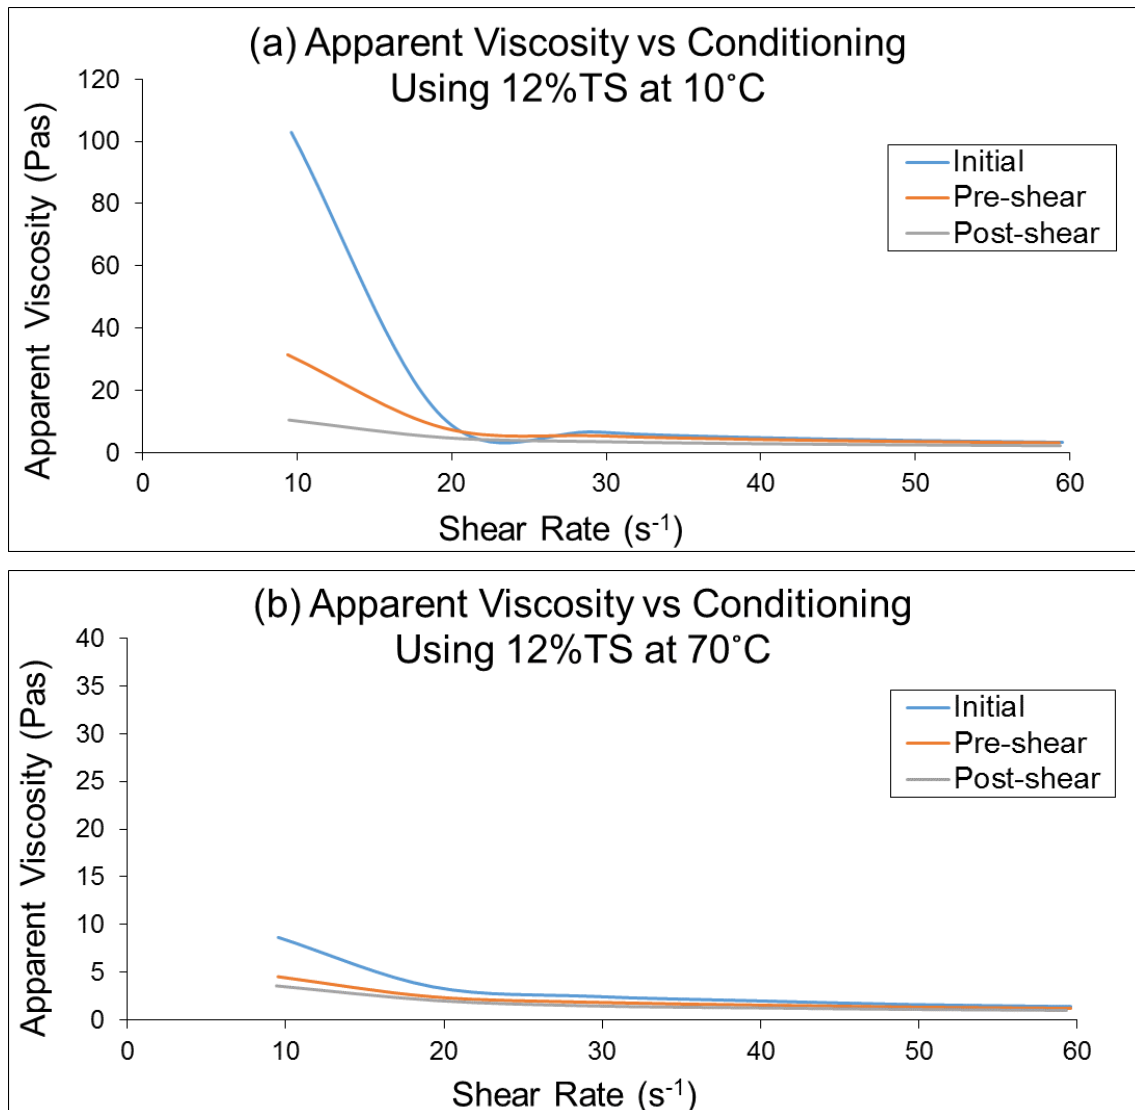 (a) Apparent Viscosity vs Conditioning
Using 12%TS at 10˚C
Apparent Viscosity (Pas)
120
100
80
60
40
20
0
Initial
Pre-shear
Post-shear
0 10 20 30 40 50 60
Shear Rate (s⁻¹)
(b) Apparent Viscosity vs Conditioning
Using 12%TS at 70˚C
Apparent Viscosity (Pas)
40
35
30
25
20
15
10
5
0
Initial
Pre-shear
Post-shear
0 10 20 30 40 50 60
Shear Rate (s⁻¹)